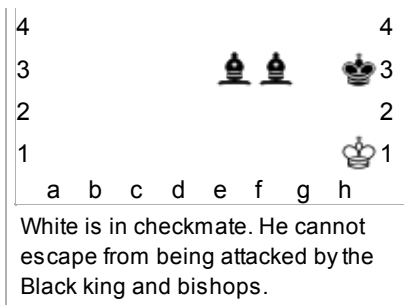 4 4
3 3
2 2
1 1
a b c d e f g h
White is in checkmate. He cannot
escape from being attacked by the
Black king and bishops.